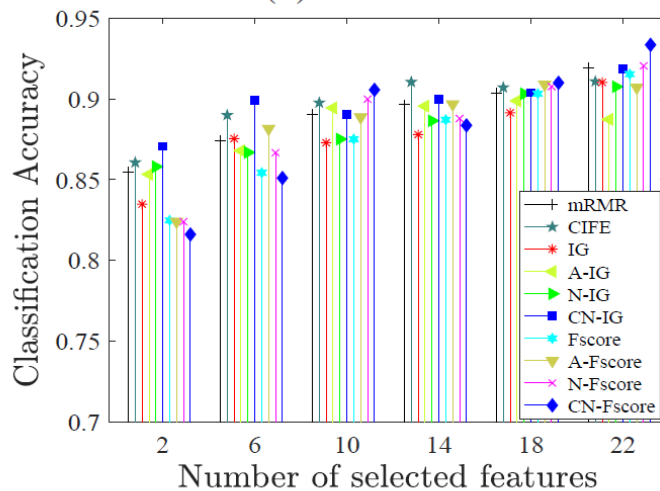 0.95
0.9
0.85
0.8
0.75
0.7
Classification Accuracy
2 6 10 14 18 22
Number of selected features
mRMR
CIFE
IG
A-IG
N-IG
CN-IG
Fscore
A-Fscore
N-Fscore
CN-Fscore